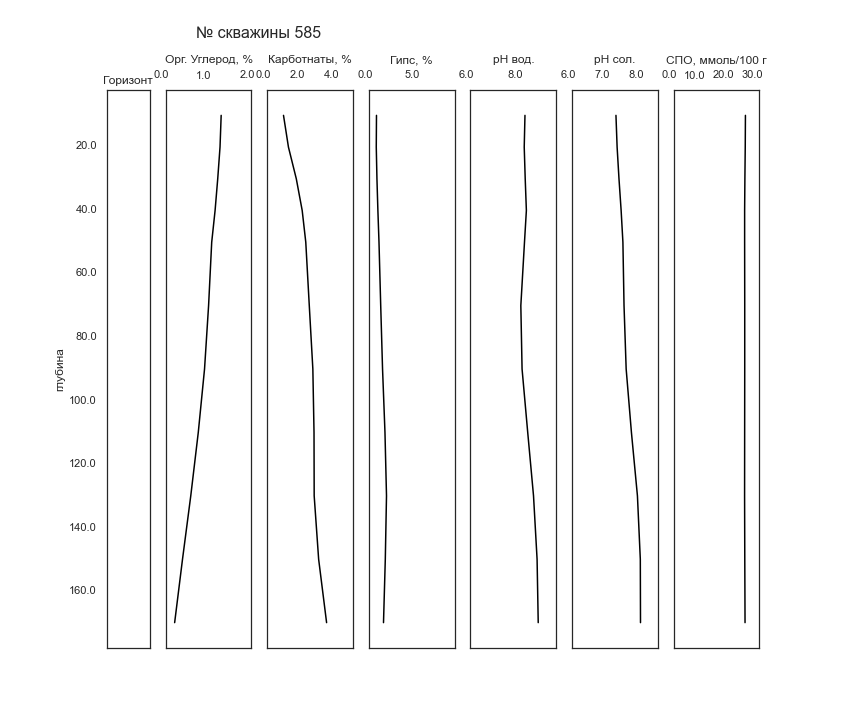 № скважины 585
Орг. Углерод, % Карботнаты, % Гипс, % pH вод. pH сол. СПО, ммоль/100 г
Горизонт 0.0 1.0 2.0 0.0 2.0 4.0 0.0 5.0 6.0 8.0 6.0 7.0 8.0 0.0 10.0 20.0 30.0
20.0
40.0
60.0
80.0
глубина
100.0
120.0
140.0
160.0